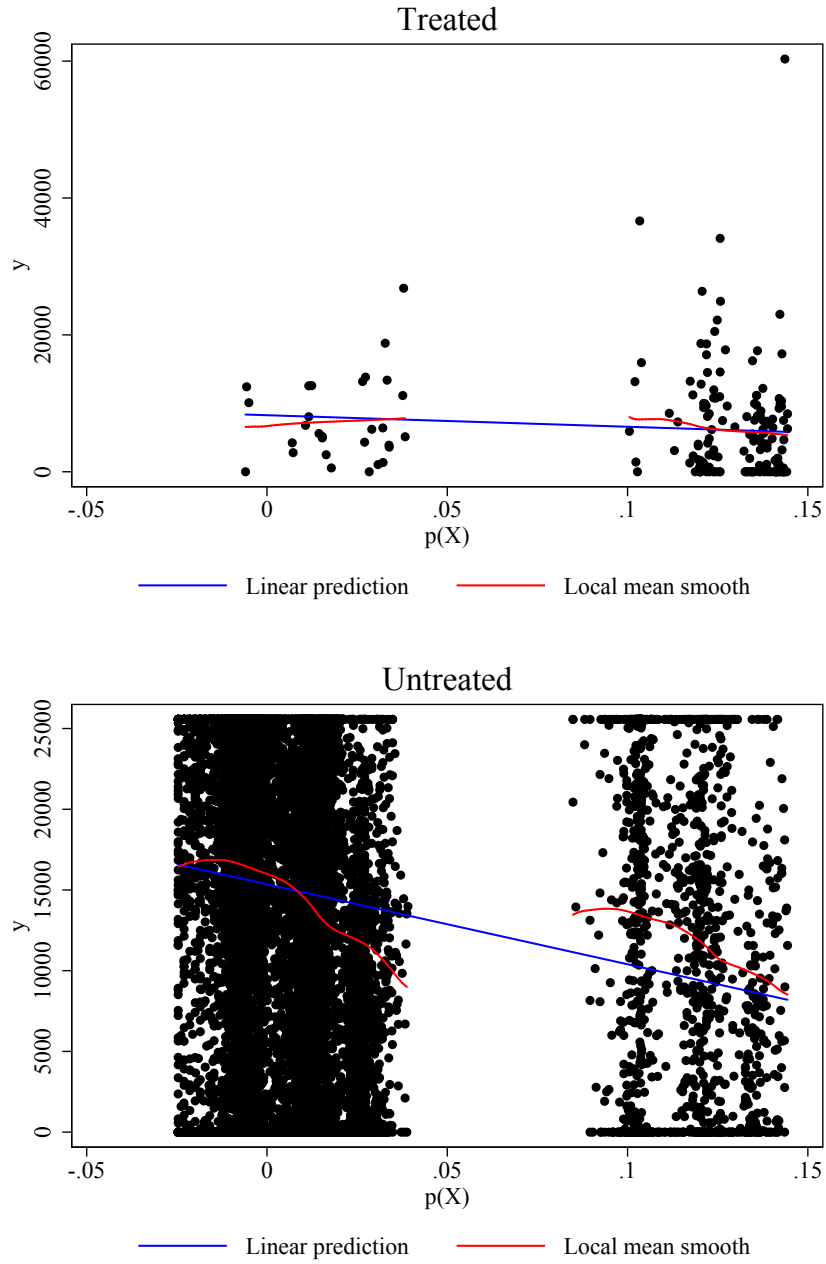 Treated
60000
40000
20000
0
y
-.05 0 .05 .1 .15
p(X)
Linear prediction Local mean smooth
Untreated
25000
20000
15000
10000
5000
0
y
-.05 0 .05 .1 .15
p(X)
Linear prediction Local mean smooth